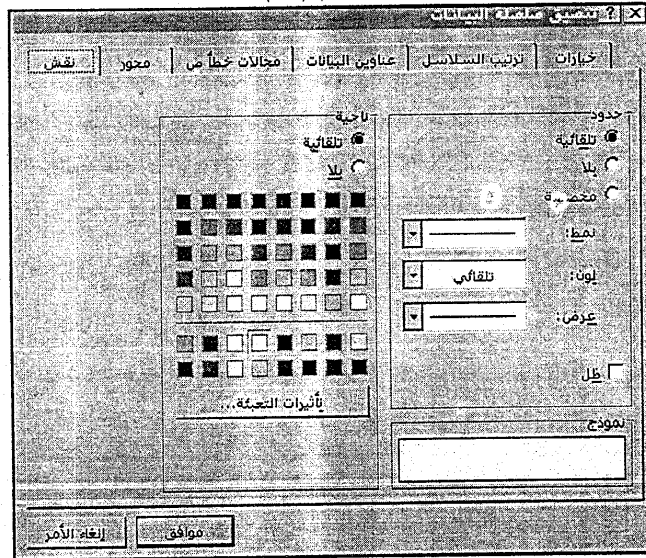 تنسيق سلسلة البيانات
خيارات ترتيب السلاسل عناوين البيانات مجالات خطأ ص محور نقش
حدود
تلقائية
بلا
مخصصة
نمط:
لون: تلقائي
عرض:
ظل
نموذج
ناحية
تلقائية
بلا
تأثيرات التعبئة...
موافق إلغاء الأمر